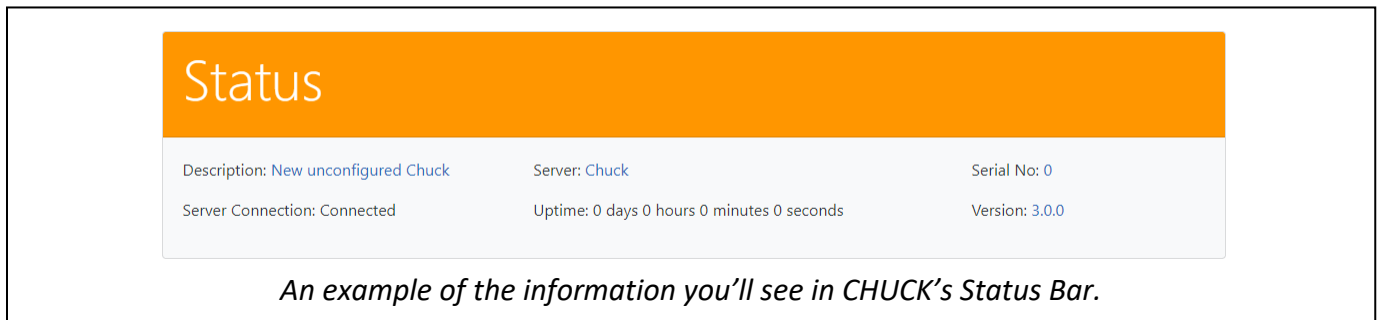 Status
Description: New unconfigured Chuck Server: Chuck Serial No: 0
Server Connection: Connected Uptime: 0 days 0 hours 0 minutes 0 seconds Version: 3.0.0
An example of the information you’ll see in CHUCK’s Status Bar.